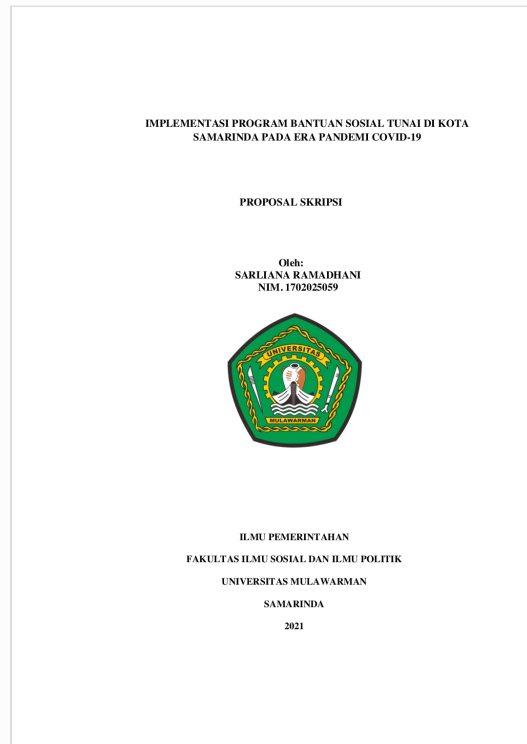 IMPLEMENTASI PROGRAM BANTUAN SOSIAL TUNAI DI KOTA
SAMARINDA PADA ERA PANDEMI COVID-19
PROPOSAL SKRIPSI
Oleh:
SARLIANA RAMADHANI
NIM. 1702025059
UNIVERSITAS
MULAWARMAN
ILMU PEMERINTAHAN
FAKULTAS ILMU SOSIAL DAN ILMU POLITIK
UNIVERSITAS MULAWARMAN
SAMARINDA
2021